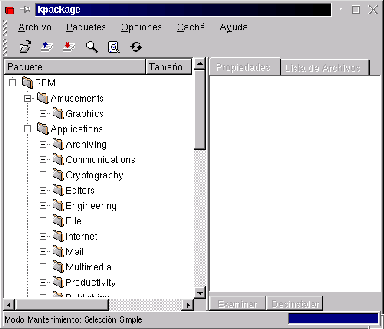 kpackage
Archivo Paquetes Opciones Caché Ayuda
Paquete Tamaño
Propiedades Lista de Archivos
RPM
Amusements
Graphics
Applications
Archiving
Communications
Cryptography
Editors
Engineering
File
Internet
Mail
Multimedia
Productivity
Publishing
Examinar Desinstalar
Modo Mantenimiento: Selección Simple